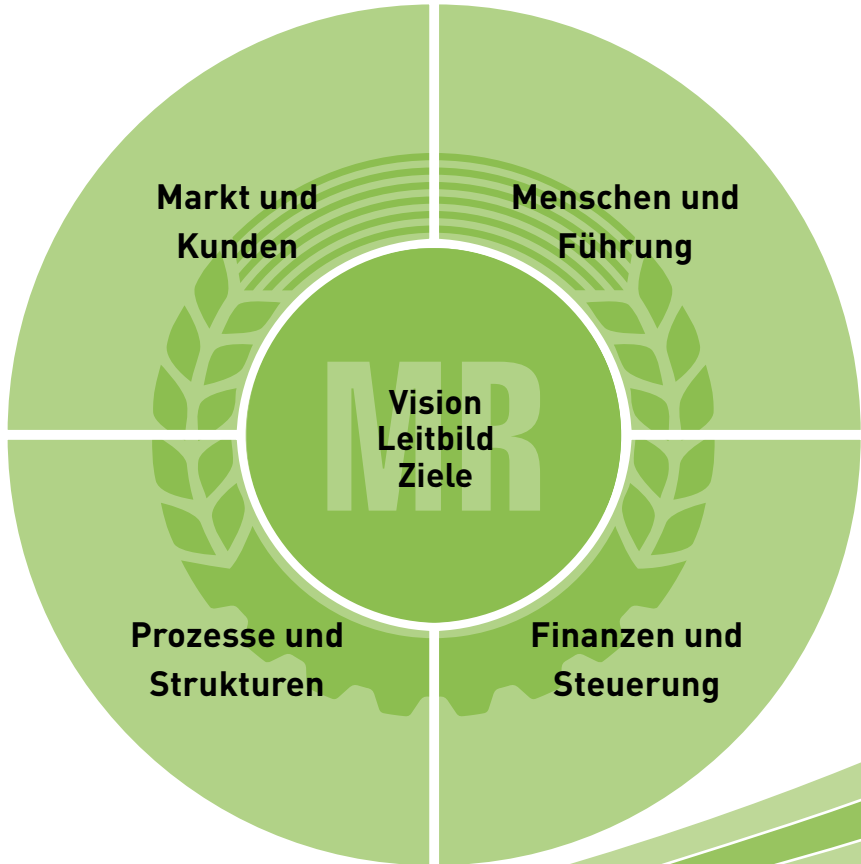 Markt und
Kunden
Menschen und
Führung
MR
Vision
Leitbild
Ziele
Prozesse und
Strukturen
Finanzen und
Steuerung